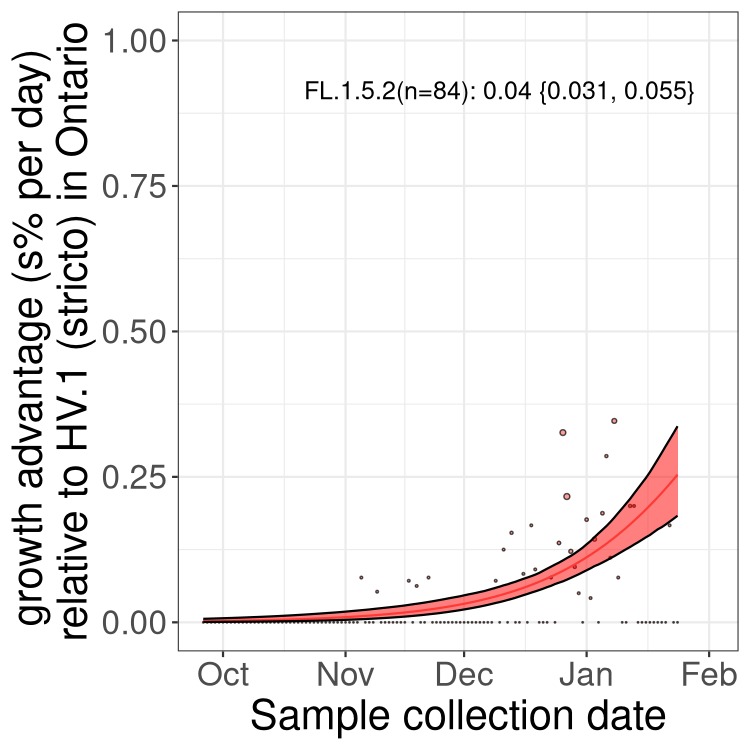 growth advantage (s% per day)
relative to HV.1 (stricto) in Ontario
1.00
0.75
0.50
0.25
0.00
FL.1.5.2(n=84): 0.04 {0.031, 0.055}
Oct Nov Dec Jan Feb
Sample collection date